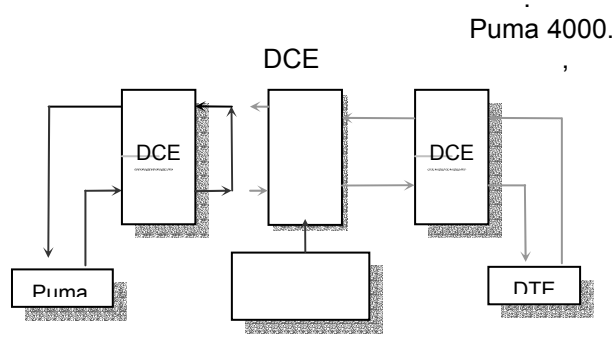 .
Puma 4000.
DCE
,
DCE
DCE
Puma
DTE